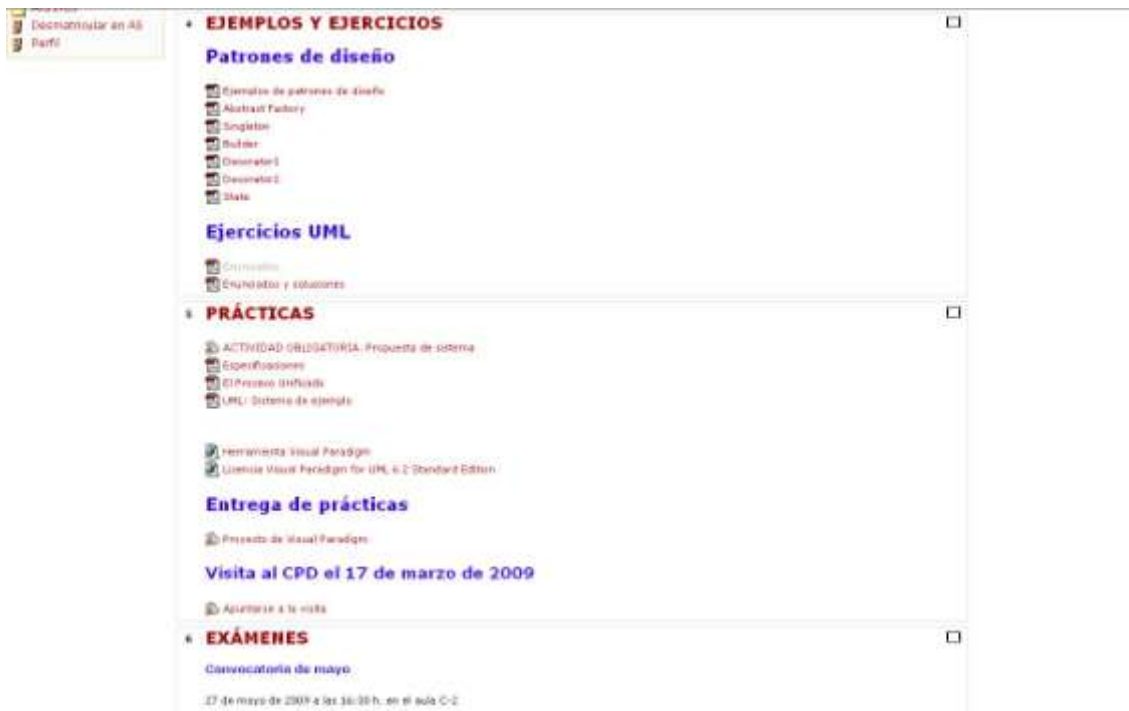 Desmatricular en AS
Perfil
4 EJEMPLOS Y EJERCICIOS
Patrones de diseño
Ejemplos de patrones de diseño
Abstract Factory
Singleton
Builder
Decorator1
Decorator2
State
Ejercicios UML
Enunciados
Enunciados y soluciones
5 PRÁCTICAS
ACTIVIDAD OBLIGATORIA: Propuesta de sistema
Especificaciones
El Proceso Unificado
UML: Sistema de ejemplo
Herramienta Visual Paradigm
Licencia Visual Paradigm for UML 6.2 Standard Edition
Entrega de prácticas
Proyecto de Visual Paradigm
Visita al CPD el 17 de marzo de 2009
Apuntarse a la visita
6 EXÁMENES
Convocatoria de mayo
27 de mayo de 2009 a las 16:30 h. en el aula C-2